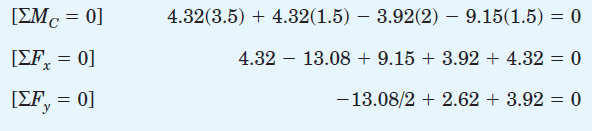 [ΣM_C = 0] 4.32(3.5) + 4.32(1.5) − 3.92(2) − 9.15(1.5) = 0
[ΣF_x = 0] 4.32 − 13.08 + 9.15 + 3.92 + 4.32 = 0
[ΣF_y = 0] −13.08/2 + 2.62 + 3.92 = 0